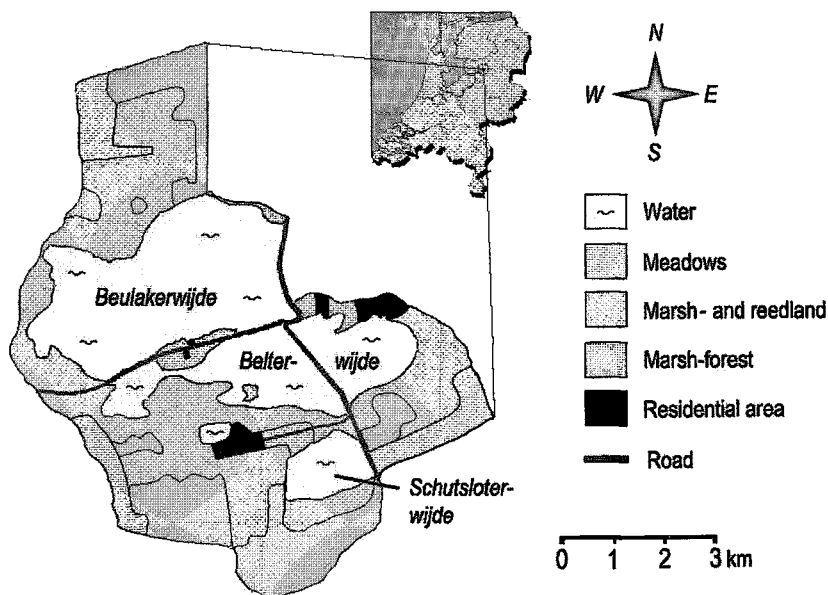 N
W E
S
Water
Meadows
Marsh- and reedland
Marsh-forest
Residential area
Road
0 1 2 3 km
Beulakerwijde
Belter- wijde
Schutsloter-
wijde